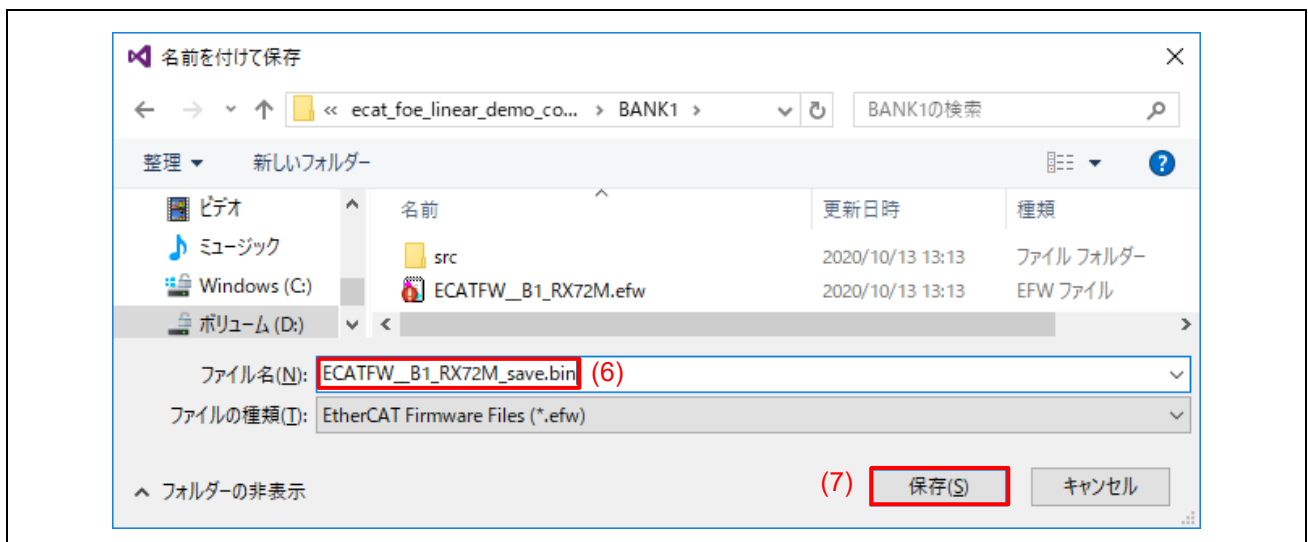 名前を付けて保存
« ecat_foe_linear_demo_co... > BANK1 > BANK1の検索
整理 新しいフォルダー ?
ビデオ
ミュージック
Windows (C:)
ボリューム (D:)
名前 更新日時 種類
src 2020/10/13 13:13 ファイル フォルダー
ECATFW__B1_RX72M.efw 2020/10/13 13:13 EFW ファイル
ファイル名(N): ECATFW__B1_RX72M_save.bin (6)
ファイルの種類(T): EtherCAT Firmware Files (*.efw)
フォルダーの非表示 (7) 保存(S) キャンセル